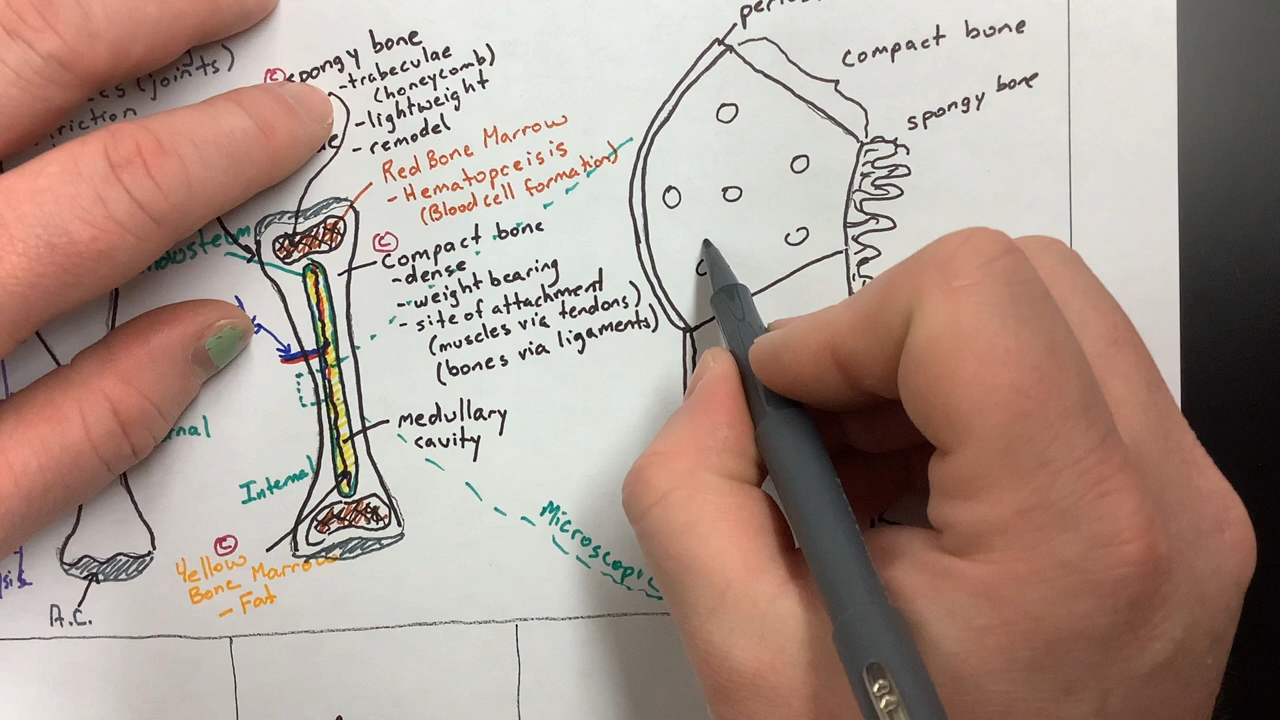 (joints)
spongy bone
-trabeculae
(honeycomb)
-lightweight
-remodel
Red Bone Marrow
- Hematopoeisis
(Blood cell formation)
C
compact bone
-dense
-weight bearing
- site of attachment
(muscles via tendons)
(bones via ligaments)
medullary
cavity
Internal
C
Yellow
Bone Marrow
- Fat
A.C.
Microscopic
compact bone
spongy bone